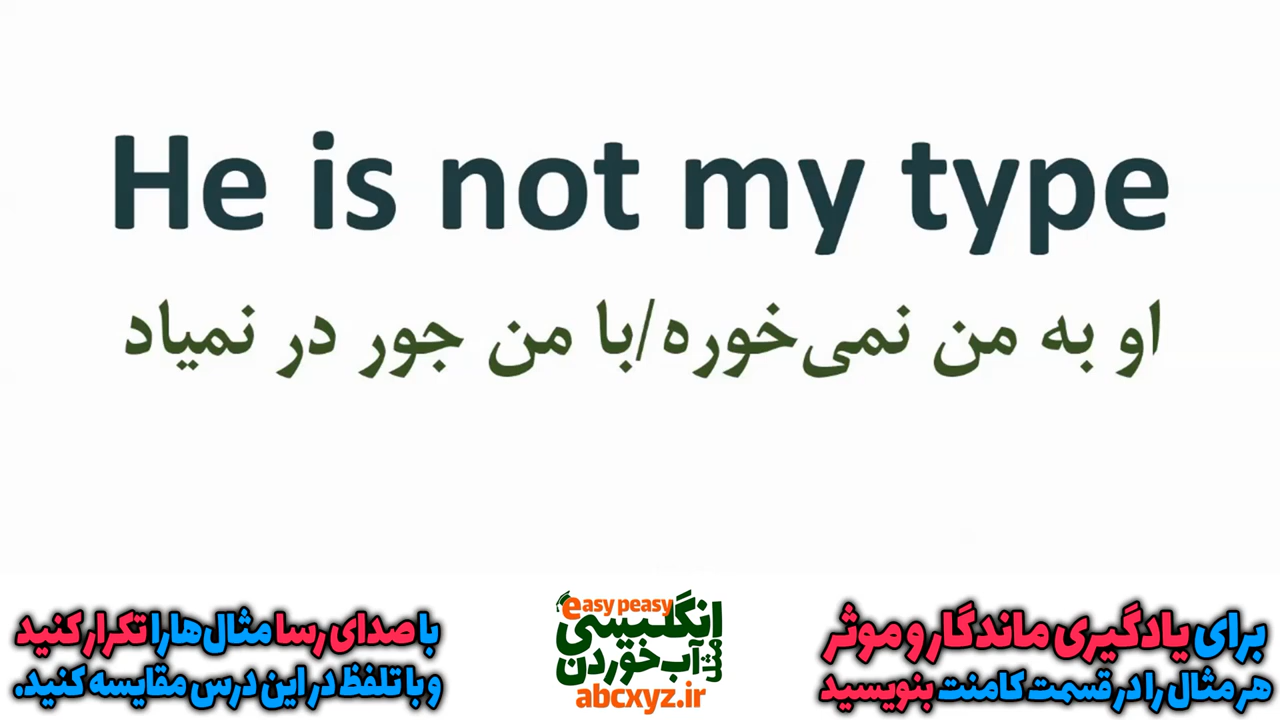 He is not my type
او به من نمی‌خوره/با من جور در نمیاد
برای یادگیری ماندگار و موثر
هر مثال را در قسمت کامنت بنویسید
easy peasy
انگلیسی
مثل آب خوردن
abcxyz.ir
با صدای رسا مثال‌ها را تکرار کنید
و با تلفظ در این درس مقایسه کنید.